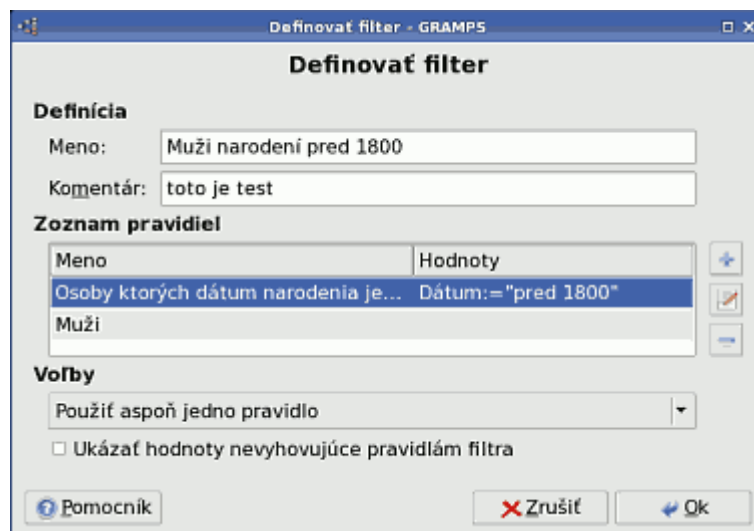 Definovať filter - GRAMPS
Definovať filter
Definícia
Meno: Muži narodení pred 1800
Komentár: toto je test
Zoznam pravidiel
Meno Hodnoty
Osoby ktorých dátum narodenia je... Dátum:="pred 1800"
Muži
Voľby
Použiť aspoň jedno pravidlo
Ukázať hodnoty nevyhovujúce pravidlám filtra
Pomocník Zrušiť Ok